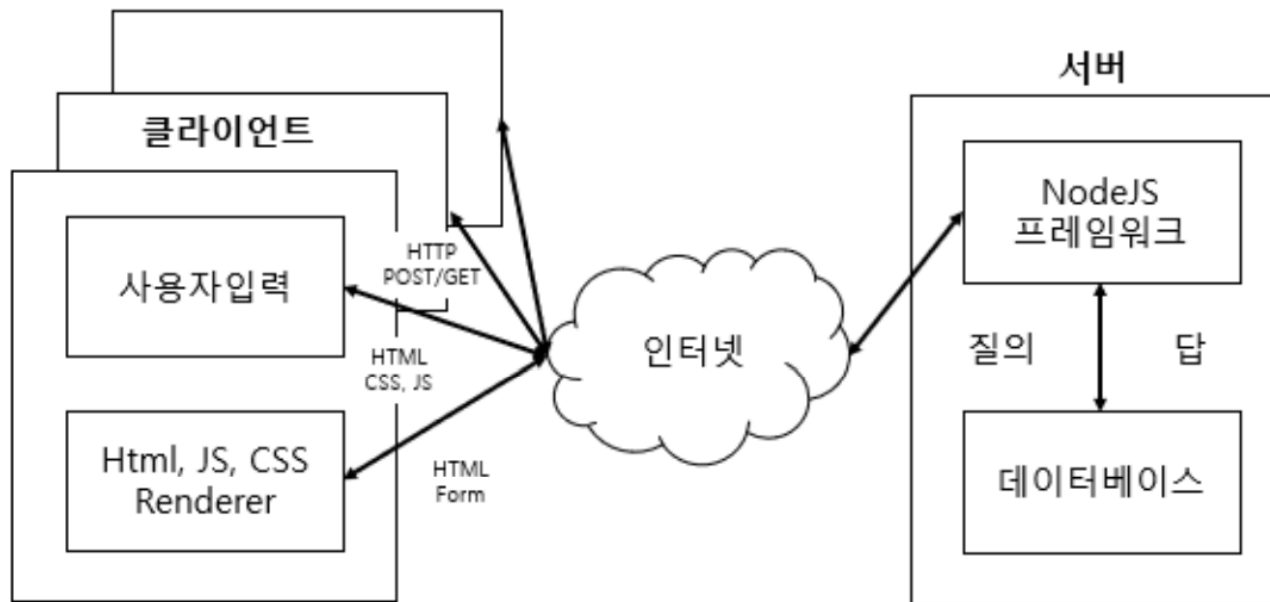 클라이언트
사용자입력
Html, JS, CSS
Renderer
HTTP
POST/GET
HTML
CSS, JS
HTML
Form
인터넷
서버
NodeJS
프레임워크
질의 답
데이터베이스